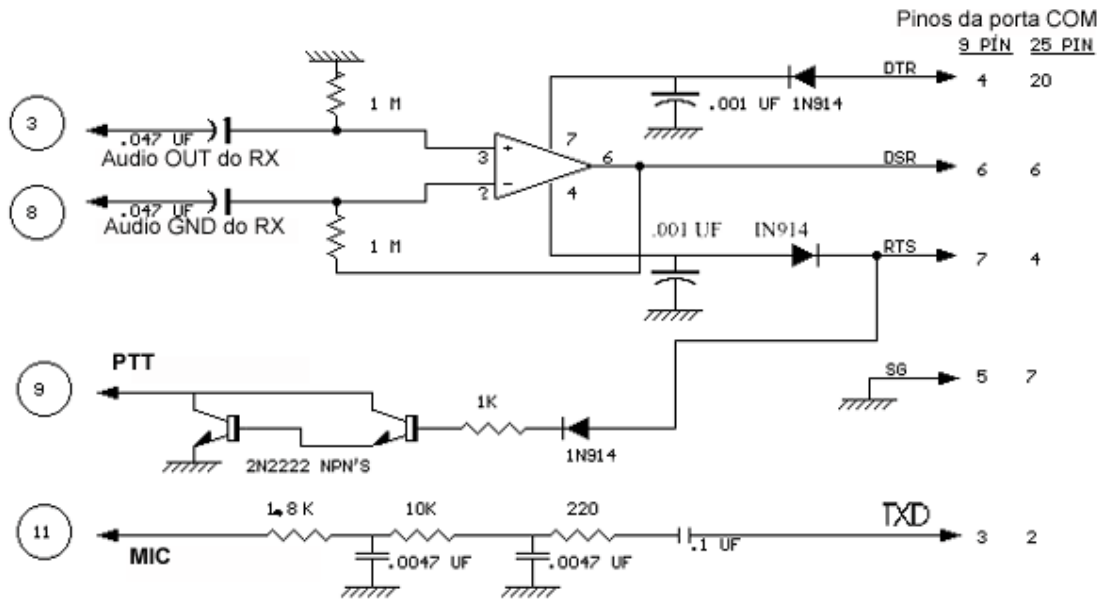 Pinos da porta COM
9 PIN 25 PIN
DTR
4 20
.001 UF 1N914
1 M
3
.047 UF
Audio OUT do RX
7
3
+
6
DSR
6 6
?
-
4
8
.047 UF
Audio GND do RX
.001 UF 1N914
1 M
RTS
7 4
PTT
SG
5 7
9
1K
1N914
2N2222 NPN'S
1.8K 10K 220
TXD
11
3 2
MIC
.0047 UF .0047 UF .1 UF